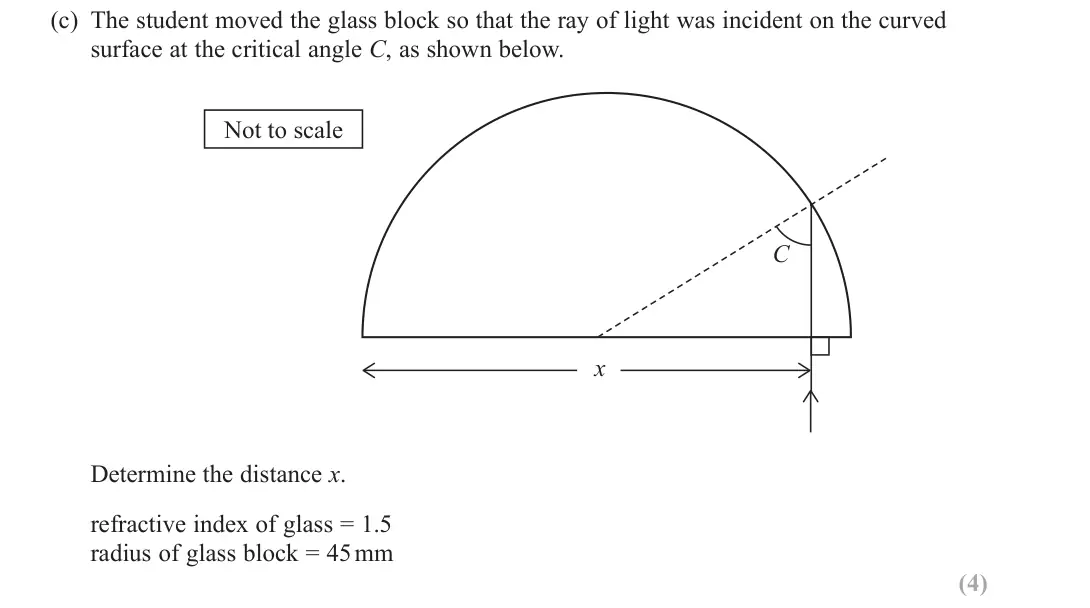 (c) The student moved the glass block so that the ray of light was incident on the curved
surface at the critical angle C, as shown below.
Not to scale
C
x
Determine the distance x.
refractive index of glass = 1.5
radius of glass block = 45 mm
(4)